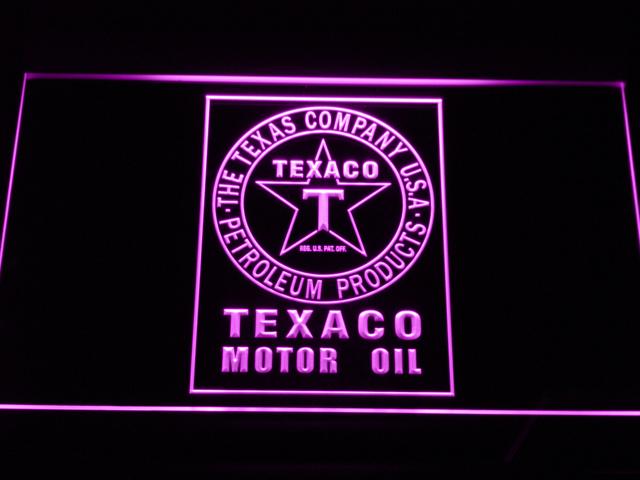 THE TEXAS COMPANY U.S.A.
TEXACO
T
REG. U.S. PAT. OFF.
PETROLEUM PRODUCTS
TEXACO
MOTOR OIL